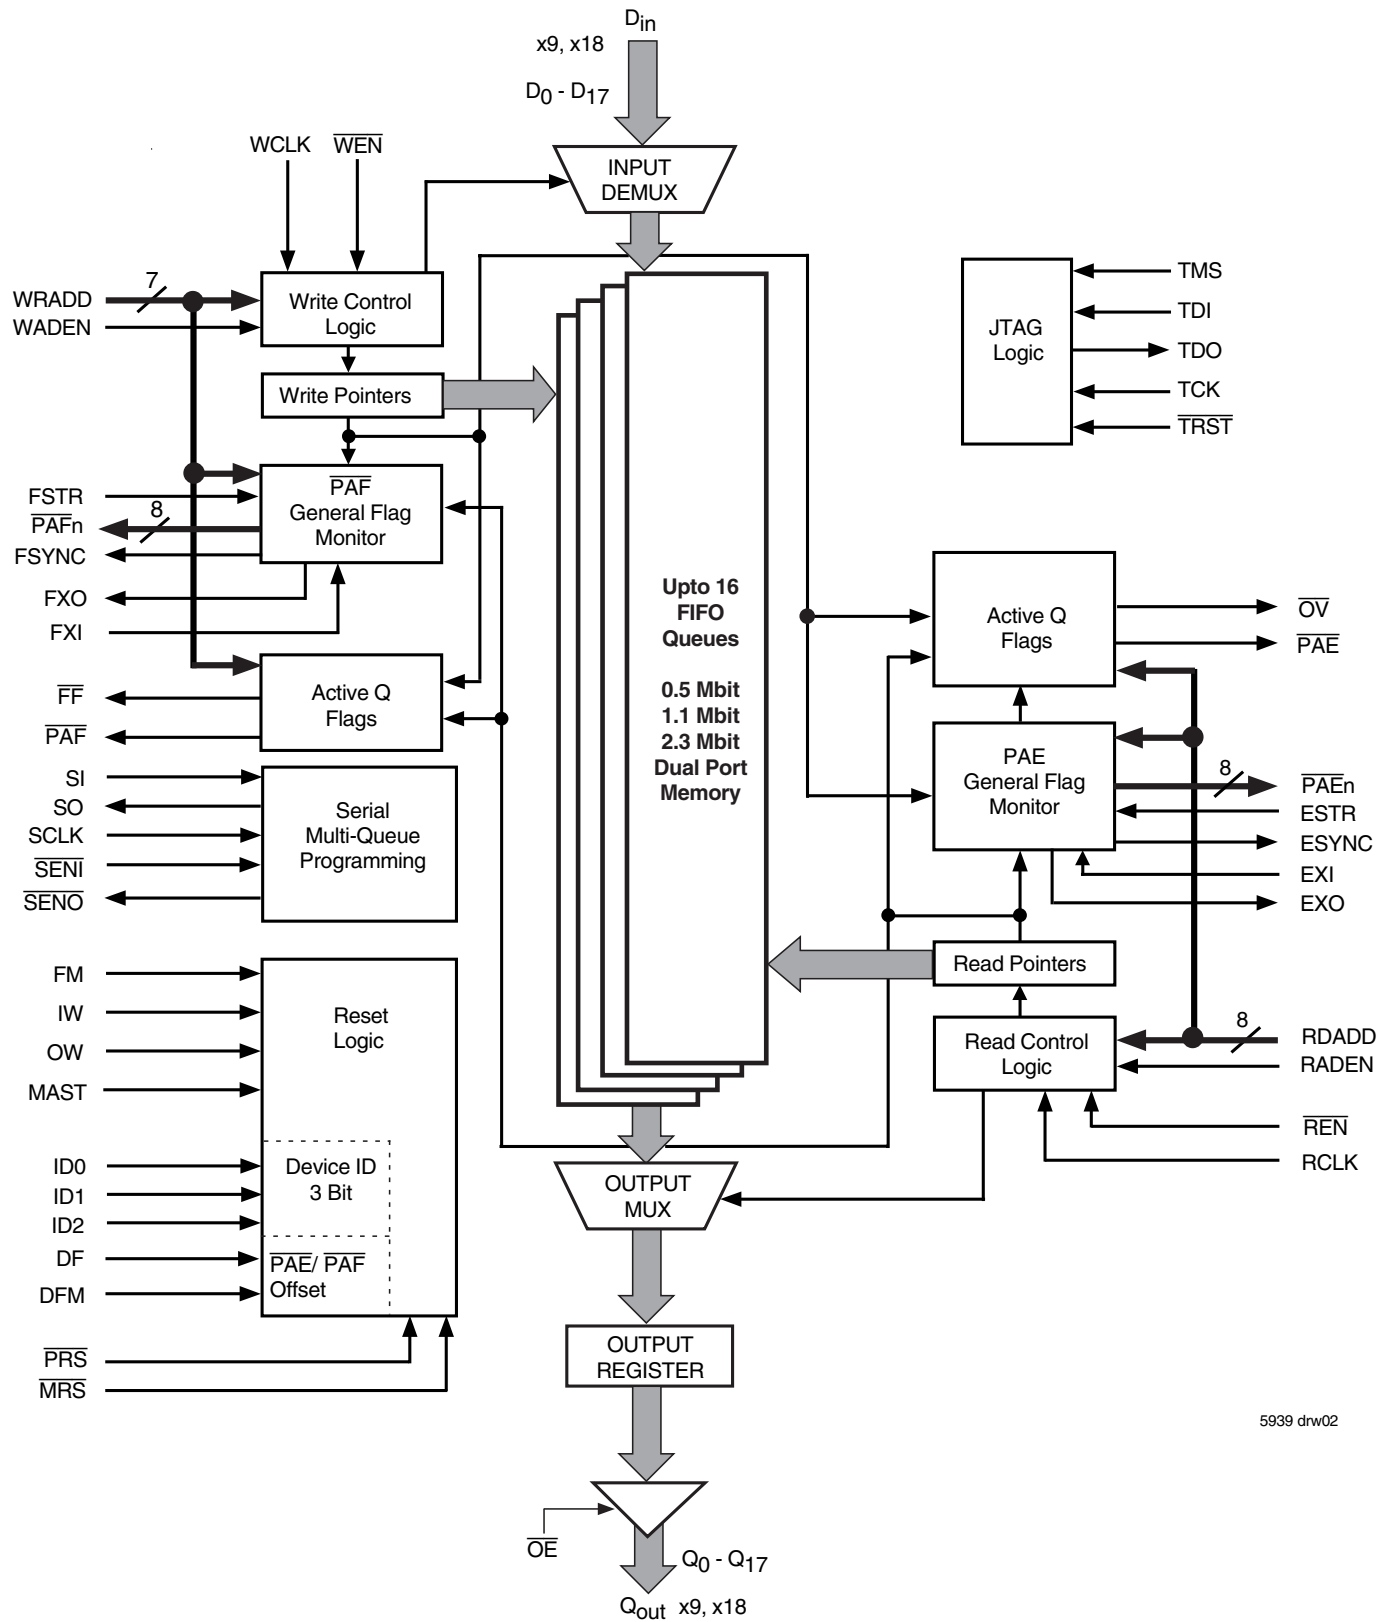 Din
x9, x18
D0 - D17
WCLK
WEN
INPUT
DEMUX
7
WRADD
WADEN
Write Control
Logic
Write Pointers
TMS
TDI
TDO
TCK
TRST
JTAG
Logic
FSTR
8
PAFn
FSYNC
FXO
FXI
PAF
General Flag
Monitor
FF
PAF
Active Q
Flags
Upto 16
FIFO
Queues
0.5 Mbit
1.1 Mbit
2.3 Mbit
Dual Port
Memory
Active Q
Flags
OV
PAE
PAE
General Flag
Monitor
8
PAEn
ESTR
ESYNC
EXI
EXO
SI
SO
SCLK
SENI
SENO
Serial
Multi-Queue
Programming
Read Pointers
Read Control
Logic
8
RDADD
RADEN
REN
RCLK
FM
IW
OW
MAST
Reset
Logic
ID0
ID1
ID2
Device ID
3 Bit
DF
DFM
PAE/ PAF
Offset
PRS
MRS
OUTPUT
MUX
OUTPUT
REGISTER
5939 drw02
OE
Q0 - Q17
Qout x9, x18